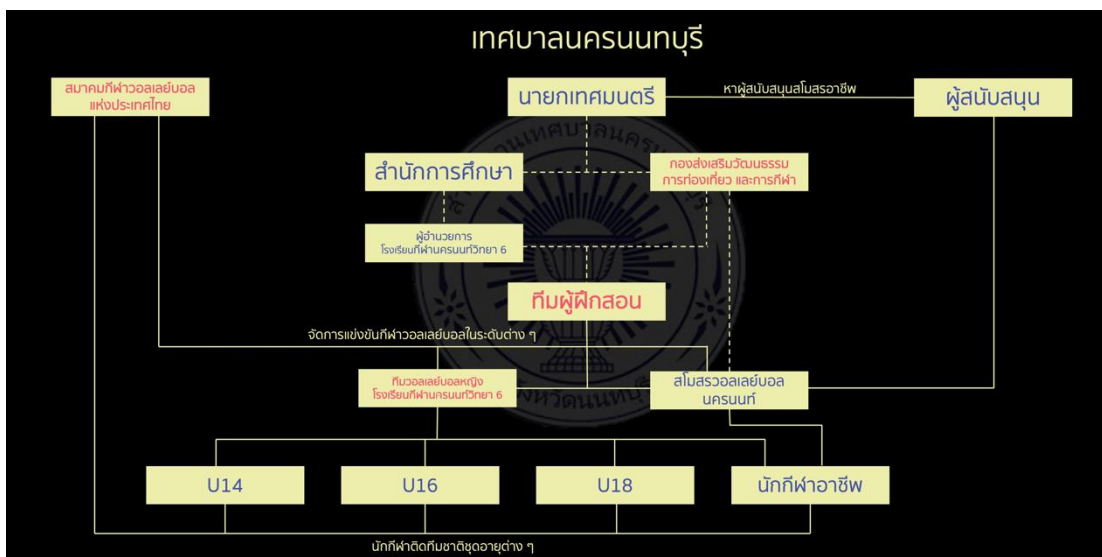 เทศบาลนครนนทบุรี
สมาคมกีฬาวอลเลย์บอล
แห่งประเทศไทย
นายกเทศมนตรี
หาผู้สนับสนุนสโมสรอาชีพ
ผู้สนับสนุน
สำนักการศึกษา
กองส่งเสริมวัฒนธรรม
การท่องเที่ยว และการกีฬา
ผู้อำนวยการ
โรงเรียนกีฬานครนนท์วิทยา 6
ทีมผู้ฝึกสอน
จัดการแข่งขันกีฬาวอลเลย์บอลในระดับต่าง ๆ
ทีมวอลเลย์บอลหญิง
โรงเรียนกีฬานครนนท์วิทยา 6
สโมสรวอลเลย์บอล
นครนนท์
U14
U16
U18
นักกีฬาอาชีพ
นักกีฬาติดทีมชาติชุดอายุต่าง ๆ